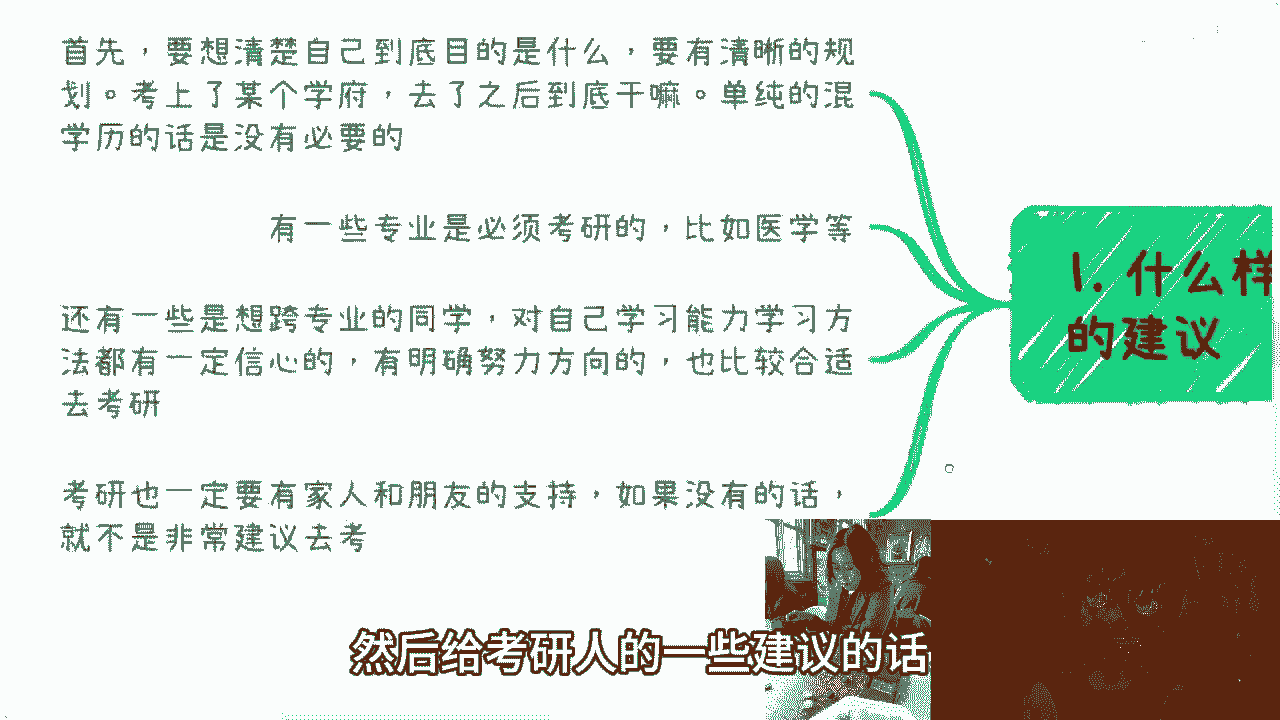 首先，要想清楚自己到底目的是什么，要有清晰的规
划。考上了某个学府，去了之后到底干嘛。单纯的混
学历的话是没有必要的
有一些专业是必须考研的，比如医学等
还有一些是想跨专业的同学，对自己学习能力学习方
法都有一定信心的，有明确努力方向的，也比较合适
去考研
考研也一定要有家人和朋友的支持，如果没有的话，
就不是非常建议去考
1. 什么样
的建议
然后给考研人的一些建议的话